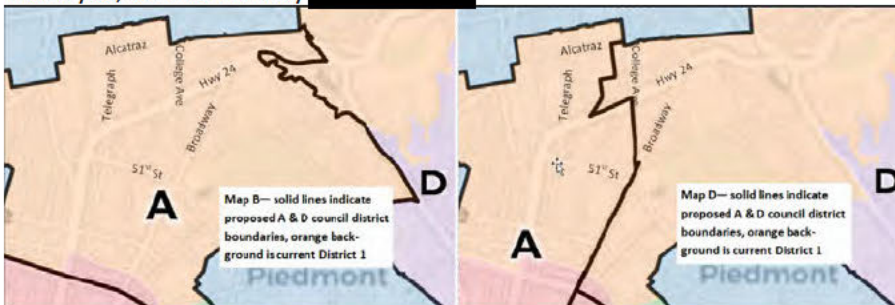 Alcatraz
College Ave
Telegraph
Hwy 24
Broadway
51st St
A
D
Map B— solid lines indicate
proposed A & D council district
boundaries, orange back-
ground is current District 1
Piedmont
Alcatraz
College Ave
Telegraph
Hwy 24
Broadway
51st St
A
D
Map D— solid lines indicate
proposed A & D council district
boundaries, orange back-
ground is current District 1
Piedmont